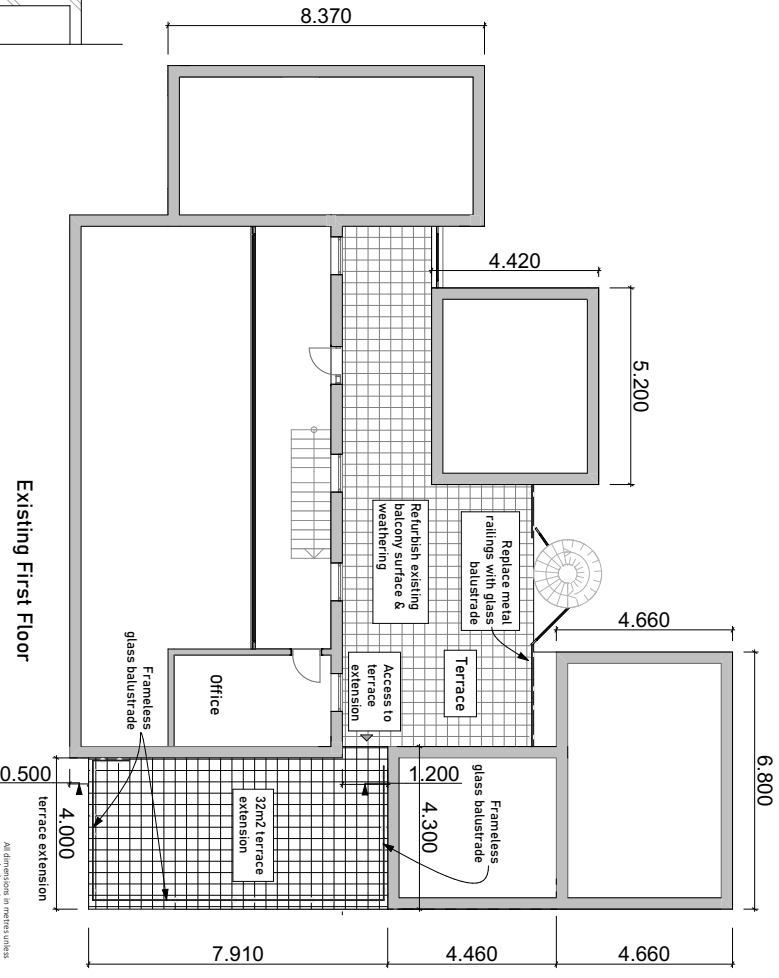 8.370
4.420
5.200
Refurbish existing
balcony surface &
weathering
Replace metal
railings with glass
balustrade
Existing First Floor
4.660
Frameless
glass balustrade
Office
Access to
terrace
extension
Terrace
6.800
0.500
4.000
terrace extension
32m2 terrace
extension
1.200
4.300
Frameless
glass balustrade
All dimensions in metres unless
7.910
4.460
4.660